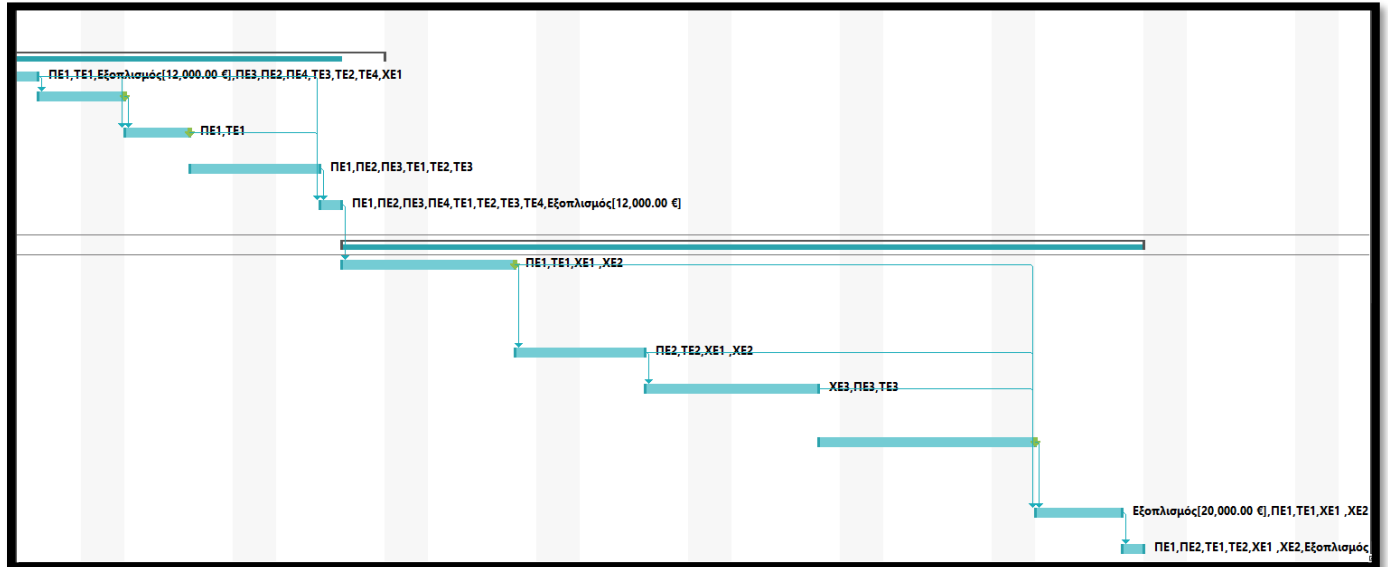 ΠΕ1,ΤΕ1,Εξοπλισμός[12,000.00 €],ΠΕ3,ΠΕ2,ΠΕ4,ΤΕ3,ΤΕ2,ΤΕ4,ΧΕ1
ΠΕ1,ΤΕ1
ΠΕ1,ΠΕ2,ΠΕ3,ΤΕ1,ΤΕ2,ΤΕ3
ΠΕ1,ΠΕ2,ΠΕ3,ΠΕ4,ΤΕ1,ΤΕ2,ΤΕ3,ΤΕ4,Εξοπλισμός[12,000.00 €]
ΠΕ1,ΤΕ1,ΧΕ1 ,ΧΕ2
ΠΕ2,ΤΕ2,ΧΕ1 ,ΧΕ2
ΧΕ3,ΠΕ3,ΤΕ3
Εξοπλισμός[20,000.00 €],ΠΕ1,ΤΕ1,ΧΕ1 ,ΧΕ2
ΠΕ1,ΠΕ2,ΤΕ1,ΤΕ2,ΧΕ1 ,ΧΕ2,Εξοπλισμός